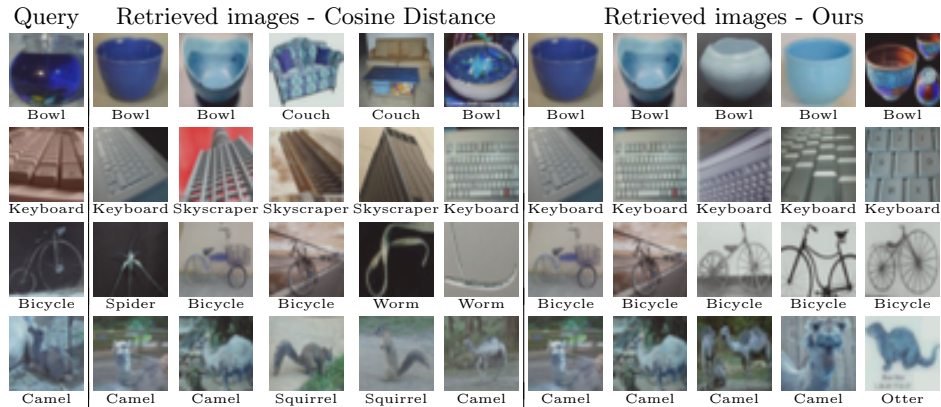 Query Retrieved images - Cosine Distance Retrieved images - Ours
Bowl Bowl Bowl Couch Couch Bowl Bowl Bowl Bowl Bowl Bowl
Keyboard Keyboard Skyscraper Skyscraper Skyscraper Keyboard Keyboard Keyboard Keyboard Keyboard Keyboard
Bicycle Spider Bicycle Bicycle Worm Worm Bicycle Bicycle Bicycle Bicycle Bicycle
Camel Camel Camel Squirrel Squirrel Camel Camel Camel Camel Camel Otter